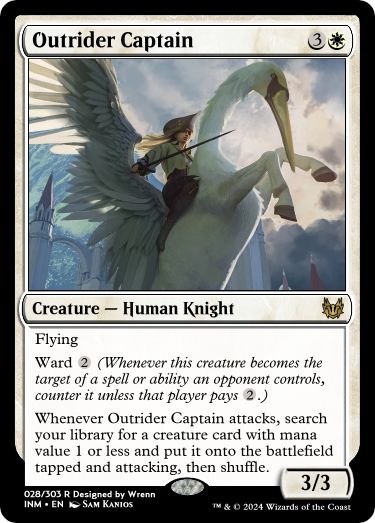 Outrider Captain 3
Creature — Human Knight
Flying
Ward 2 (Whenever this creature becomes the
target of a spell or ability an opponent controls,
counter it unless that player pays 2.)
Whenever Outrider Captain attacks, search
your library for a creature card with mana
value 1 or less and put it onto the battlefield
tapped and attacking, then shuffle.
3/3
028/303 R Designed by Wrenn
INM • EN Sam Kanios
™ & © 2024 Wizards of the Coast